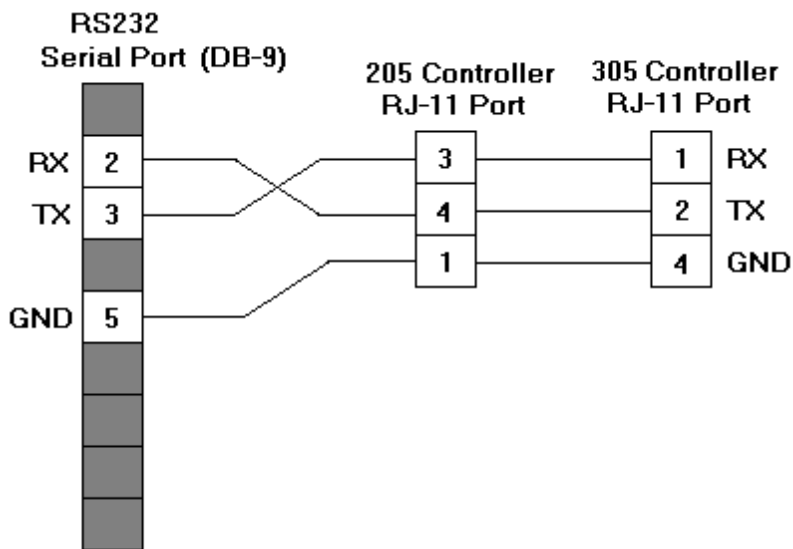 RS232
Serial Port (DB-9)
205 Controller
RJ-11 Port
305 Controller
RJ-11 Port
RX 2 3 1 RX
TX 3 4 2 TX
1 4 GND
GND 5